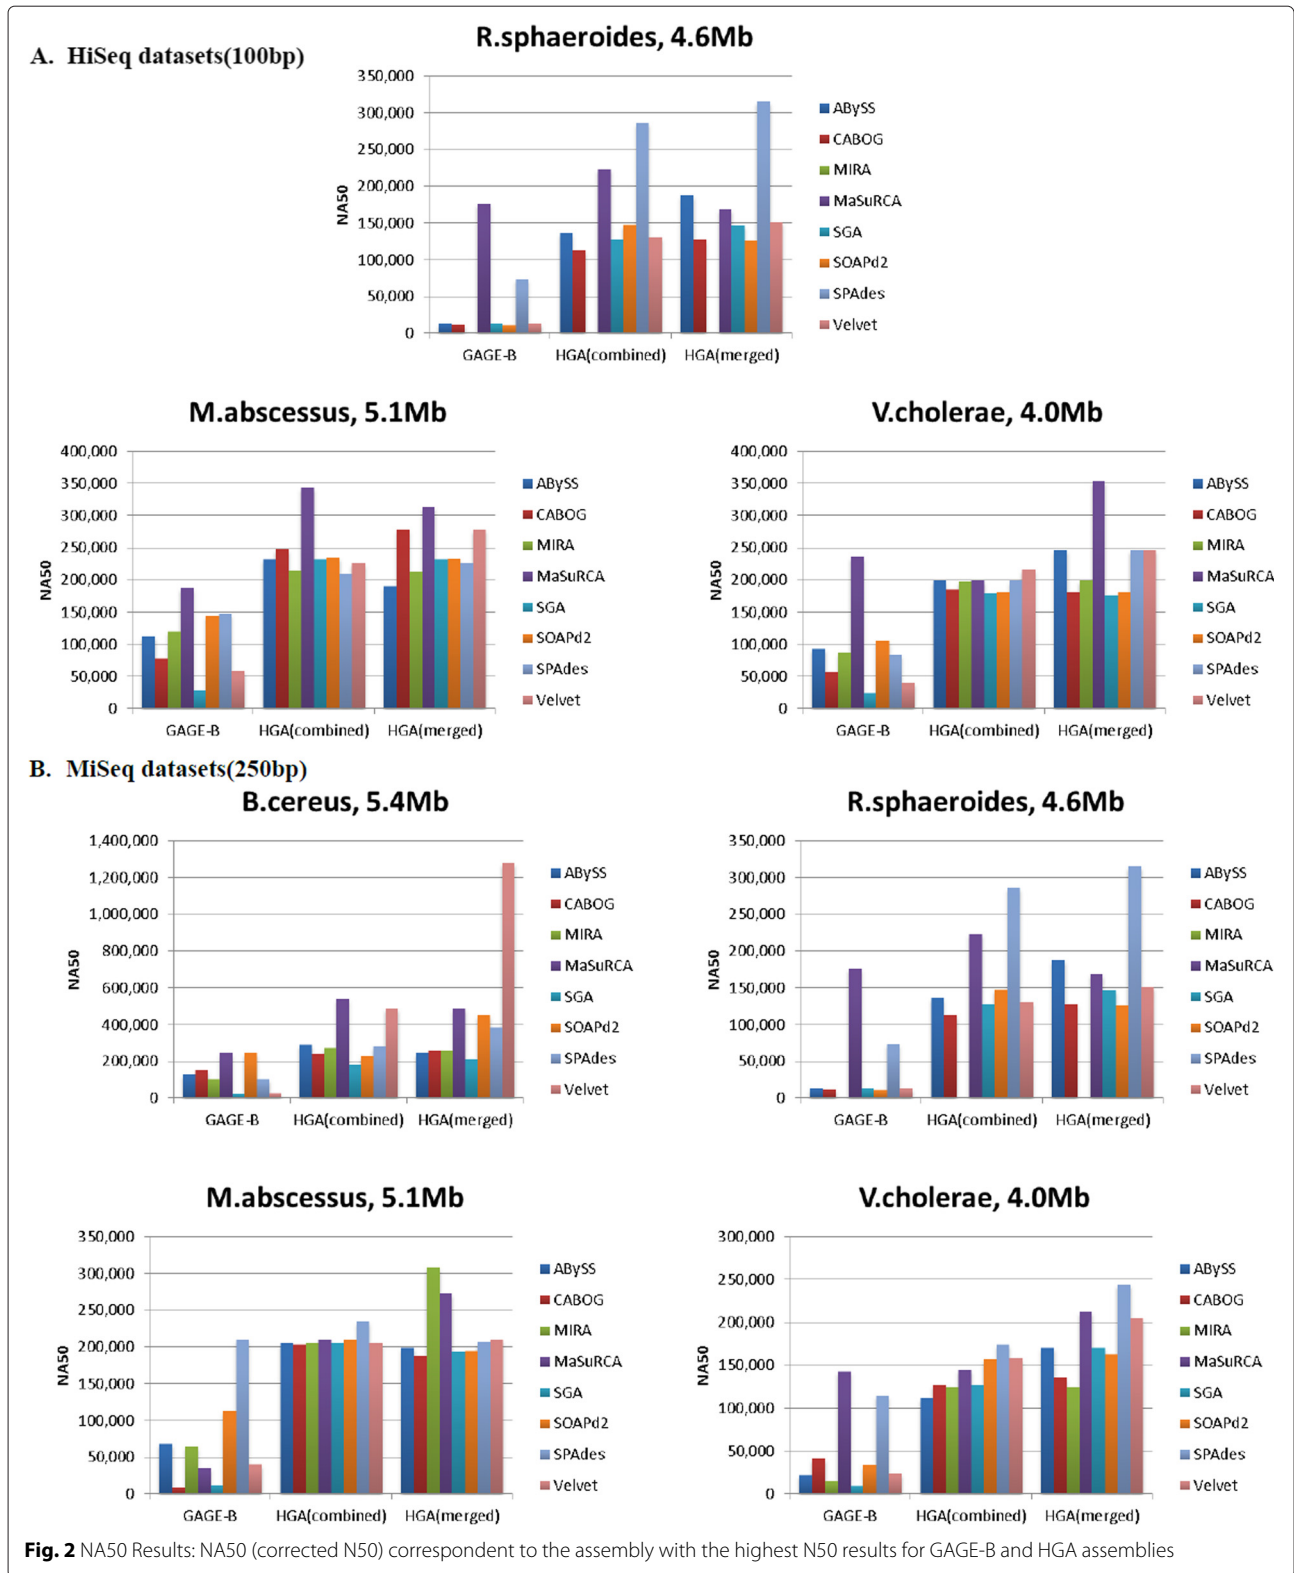 A. HiSeq datasets(100bp)
R.sphaeroides, 4.6Mb
350,000
300,000
250,000
200,000
150,000
100,000
50,000
0
NA50
GAGE-B HGA(combined) HGA(merged)
ABySS
CABOG
MIRA
MaSuRCA
SGA
SOAPd2
SPAdes
Velvet
M.abscessus, 5.1Mb
400,000
350,000
300,000
250,000
200,000
150,000
100,000
50,000
0
NA50
GAGE-B HGA(combined) HGA(merged)
ABySS
CABOG
MIRA
MaSuRCA
SGA
SOAPd2
SPAdes
Velvet
V.cholerae, 4.0Mb
400,000
350,000
300,000
250,000
200,000
150,000
100,000
50,000
0
NA50
GAGE-B HGA(combined) HGA(merged)
ABySS
CABOG
MIRA
MaSuRCA
SGA
SOAPd2
SPAdes
Velvet
B. MiSeq datasets(250bp)
B.cereus, 5.4Mb
1,400,000
1,200,000
1,000,000
800,000
600,000
400,000
200,000
0
NA50
GAGE-B HGA(combined) HGA(merged)
ABySS
CABOG
MIRA
MaSuRCA
SGA
SOAPd2
SPAdes
Velvet
R.sphaeroides, 4.6Mb
350,000
300,000
250,000
200,000
150,000
100,000
50,000
0
NA50
GAGE-B HGA(combined) HGA(merged)
ABySS
CABOG
MIRA
MaSuRCA
SGA
SOAPd2
SPAdes
Velvet
M.abscessus, 5.1Mb
350,000
300,000
250,000
200,000
150,000
100,000
50,000
0
NA50
GAGE-B HGA(combined) HGA(merged)
ABySS
CABOG
MIRA
MaSuRCA
SGA
SOAPd2
SPAdes
Velvet
V.cholerae, 4.0Mb
300,000
250,000
200,000
150,000
100,000
50,000
0
NA50
GAGE-B HGA(combined) HGA(merged)
ABySS
CABOG
MIRA
MaSuRCA
SGA
SOAPd2
SPAdes
Velvet
Fig. 2 NA50 Results: NA50 (corrected N50) correspondent to the assembly with the highest N50 results for GAGE-B and HGA assemblies